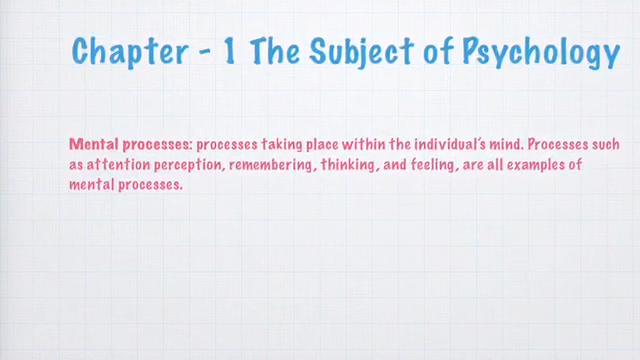 Chapter - 1 The Subject of Psychology
Mental processes: processes taking place within the individual's mind. Processes such
as attention perception, remembering, thinking, and feeling, are all examples of
mental processes.